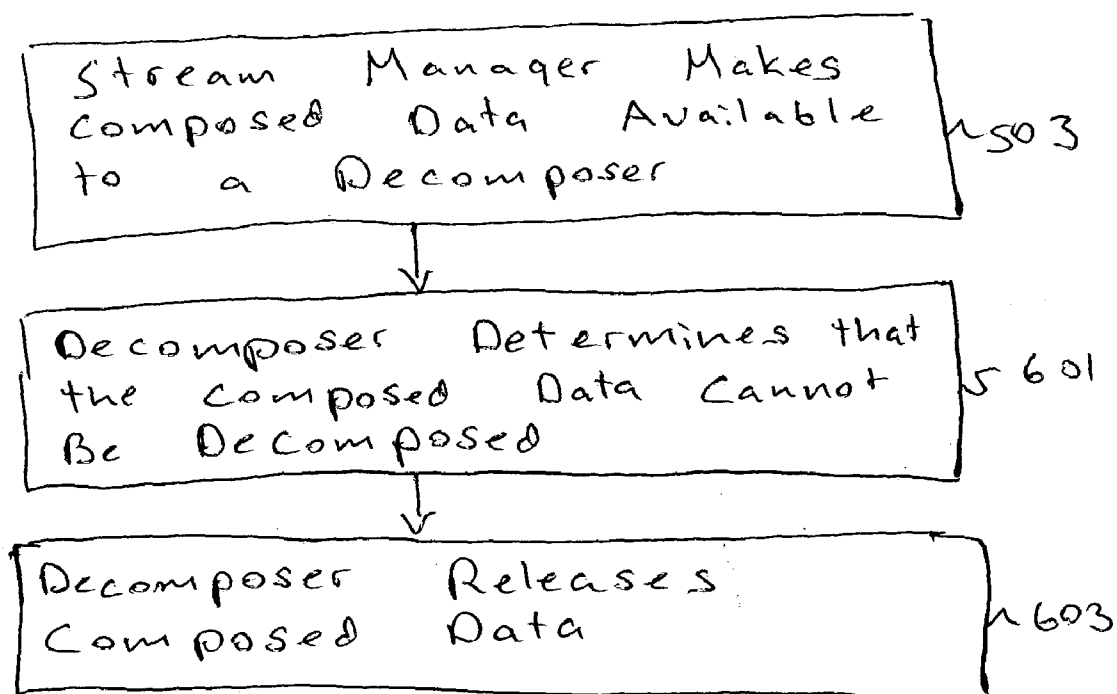 Stream Manager Makes
Composed Data Available
to a Decomposer
503
Decomposer Determines that
the Composed Data Cannot
Be Decomposed
601
Decomposer Releases
Composed Data
603